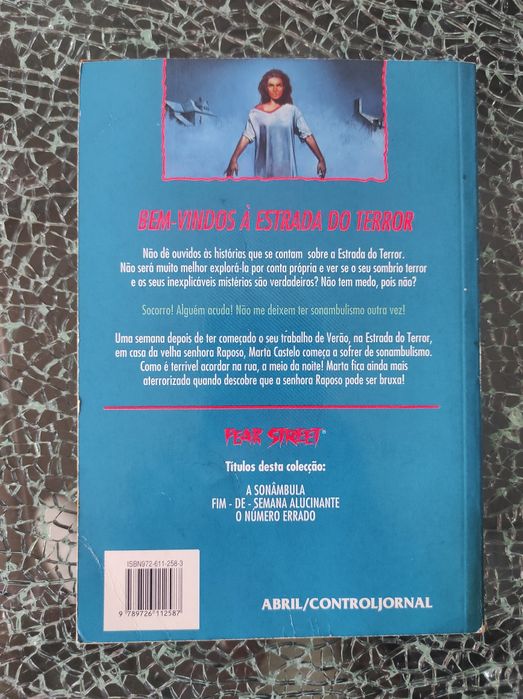 BEM-VINDOS À ESTRADA DO TERROR
Não dê ouvidos às histórias que se contam sobre a Estrada do Terror.
Não será muito melhor explorá-la por conta própria e ver se o seu sombrio terror
e os seus inexplicáveis mistérios são verdadeiros? Não tem medo, pois não?
Socorro! Alguém acuda! Não me deixem ter sonambulismo outra vez!
Uma semana depois de ter começado o seu trabalho de Verão, na Estrada do Terror,
em casa da velha senhora Raposo, Marta Castelo começa a sofrer de sonambulismo.
Como é terrível acordar na rua, a meio da noite! Marta fica ainda mais
aterrorizada quando descobre que a senhora Raposo pode ser bruxa!
FEAR STREET®
Títulos desta colecção:
A SONÂMBULA
FIM - DE - SEMANA ALUCINANTE
O NÚMERO ERRADO
ISBN972-611-258-3
9 789726 112587
ABRIL/CONTROLJORNAL